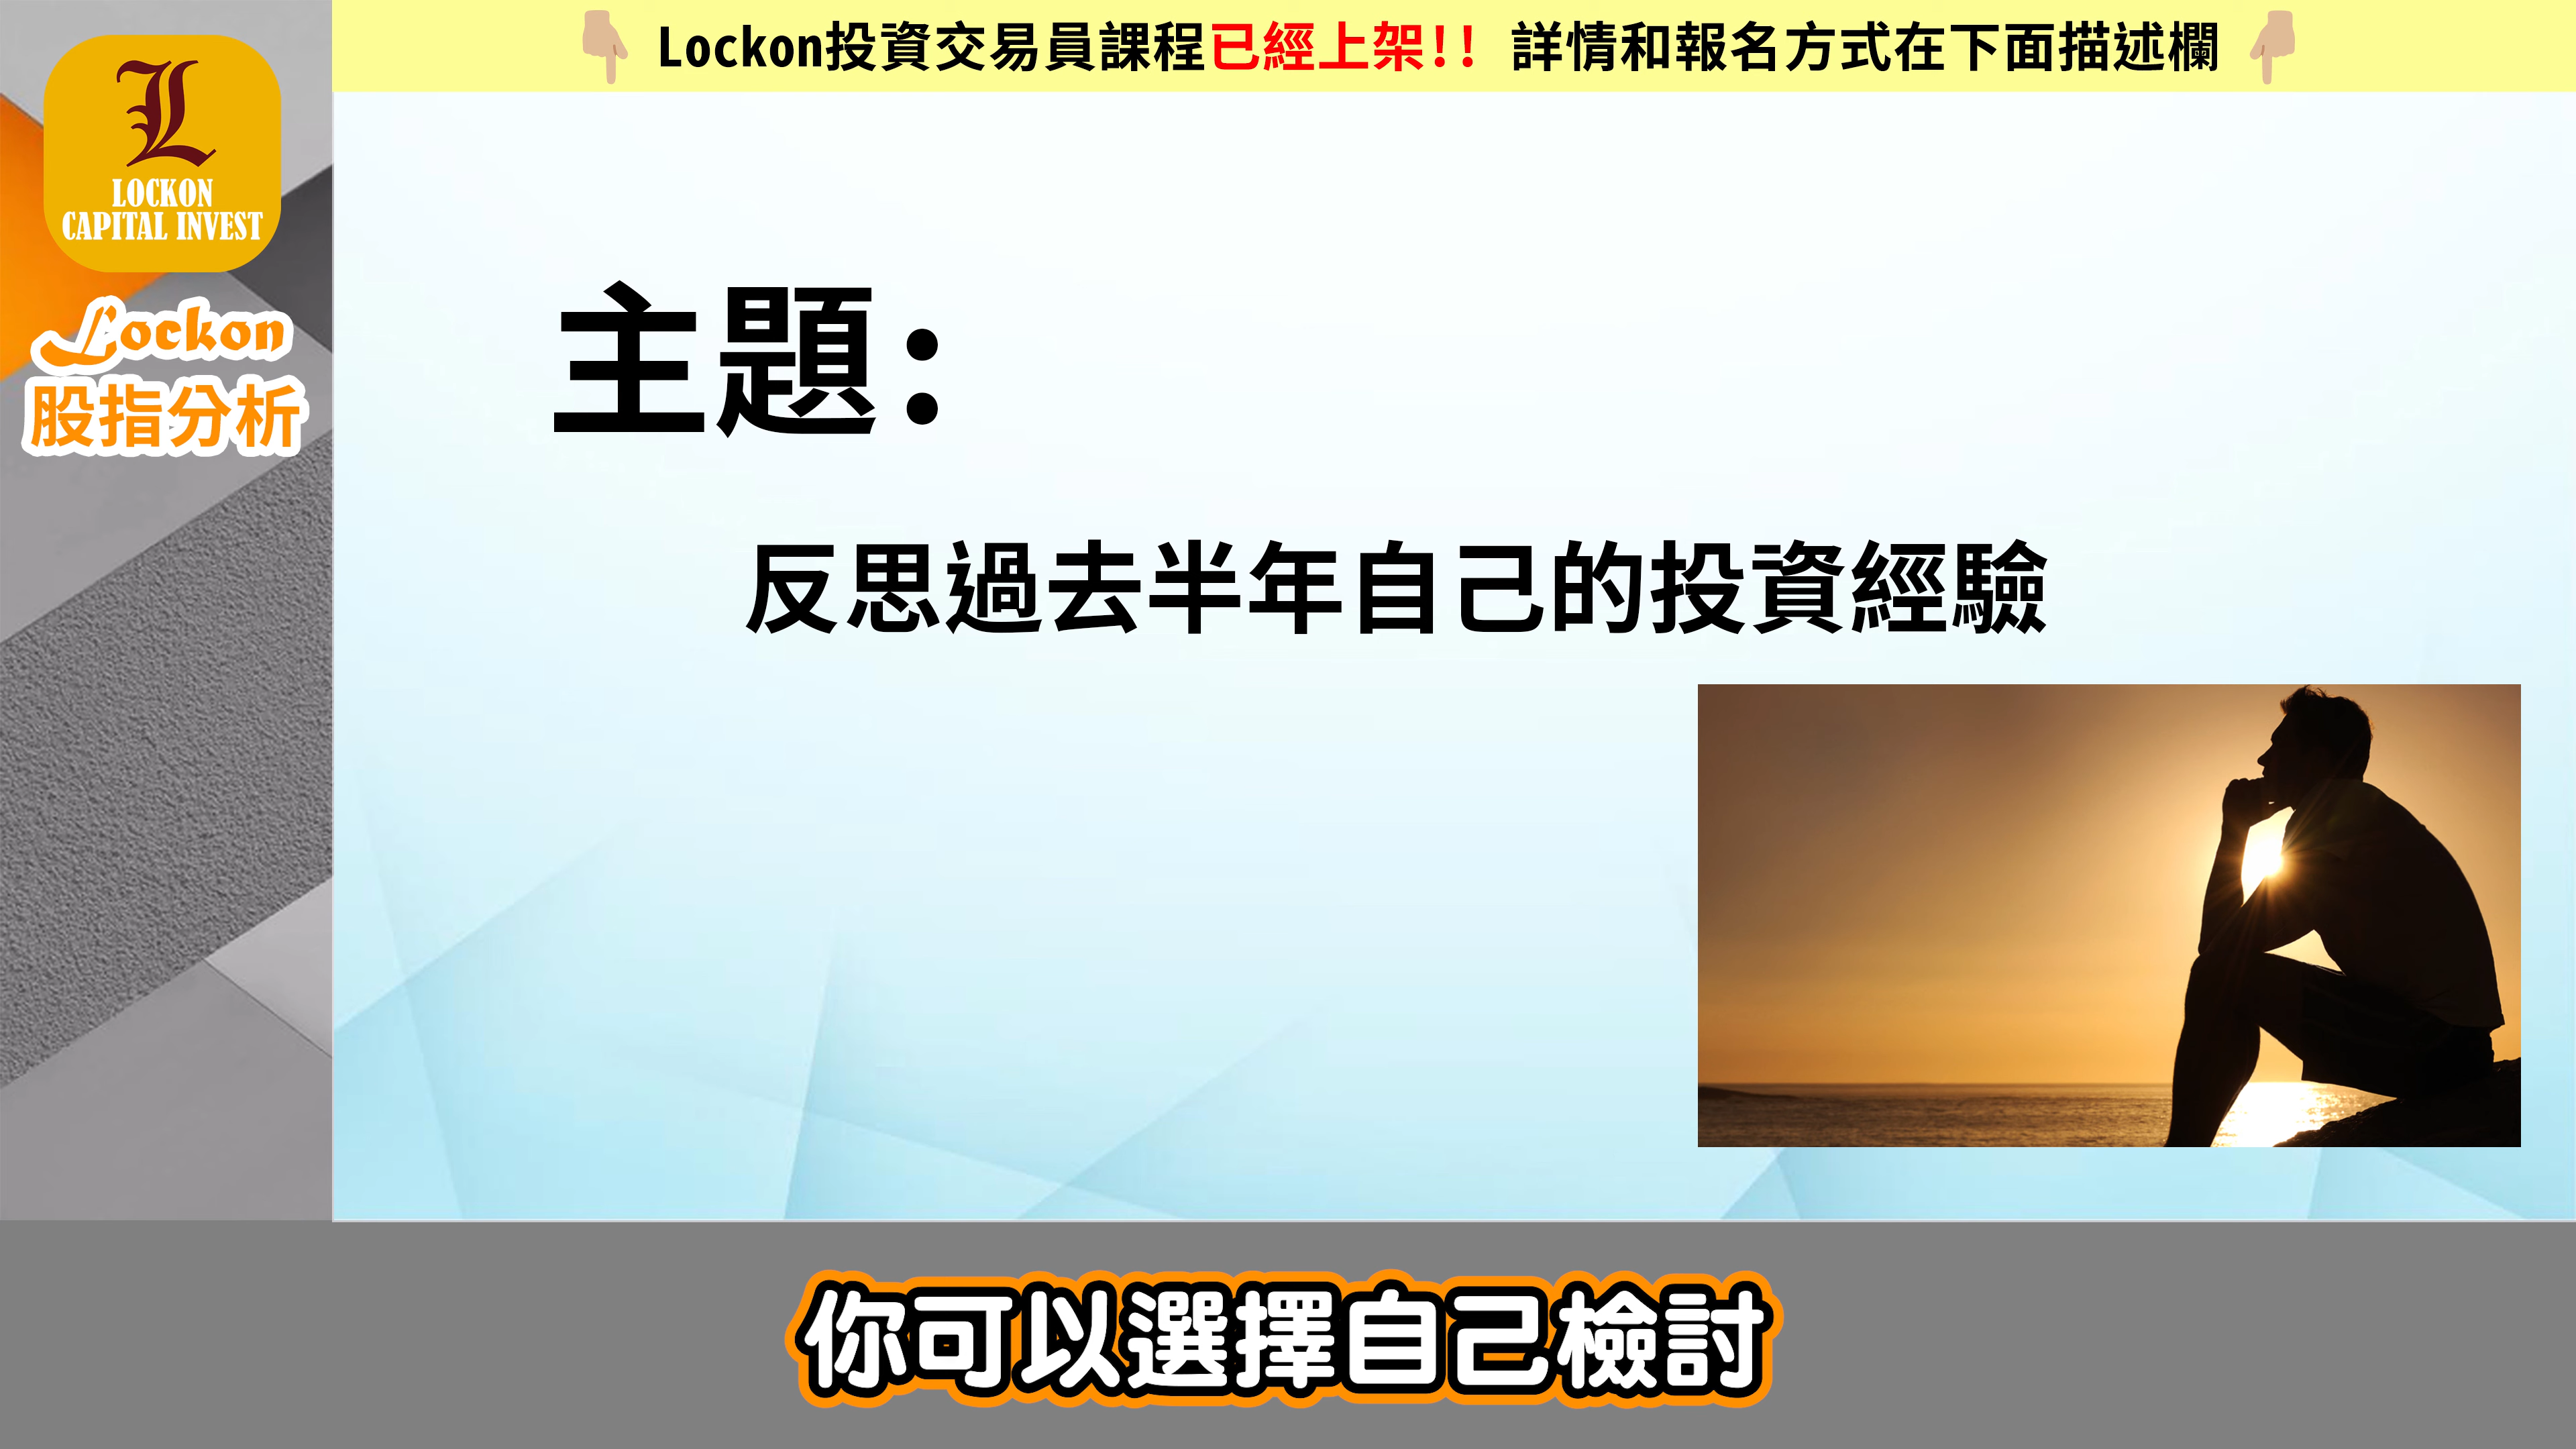 Lockon投資交易員課程已經上架!! 詳情和報名方式在下面描述欄
L
LOCKON
CAPITAL INVEST
Lockon
股指分析
主題:
反思過去半年自己的投資經驗
你可以選擇自己檢討